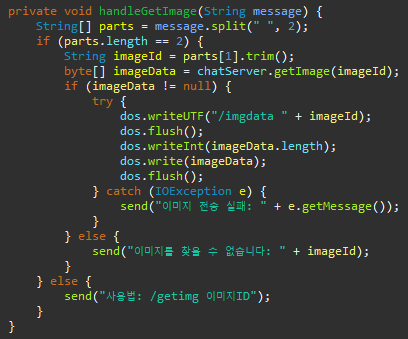 private void handleGetImage(String message) {
    String[] parts = message.split(" ", 2);
    if (parts.length == 2) {
        String imageId = parts[1].trim();
        byte[] imageData = chatServer.getImage(imageId);
        if (imageData != null) {
            try {
                dos.writeUTF("/imgdata " + imageId);
                dos.flush();
                dos.writeInt(imageData.length);
                dos.write(imageData);
                dos.flush();
            } catch (IOException e) {
                send("이미지 전송 실패: " + e.getMessage());
            }
        } else {
            send("이미지를 찾을 수 없습니다: " + imageId);
        }
    } else {
        send("사용법: /getimg 이미지ID");
    }
}